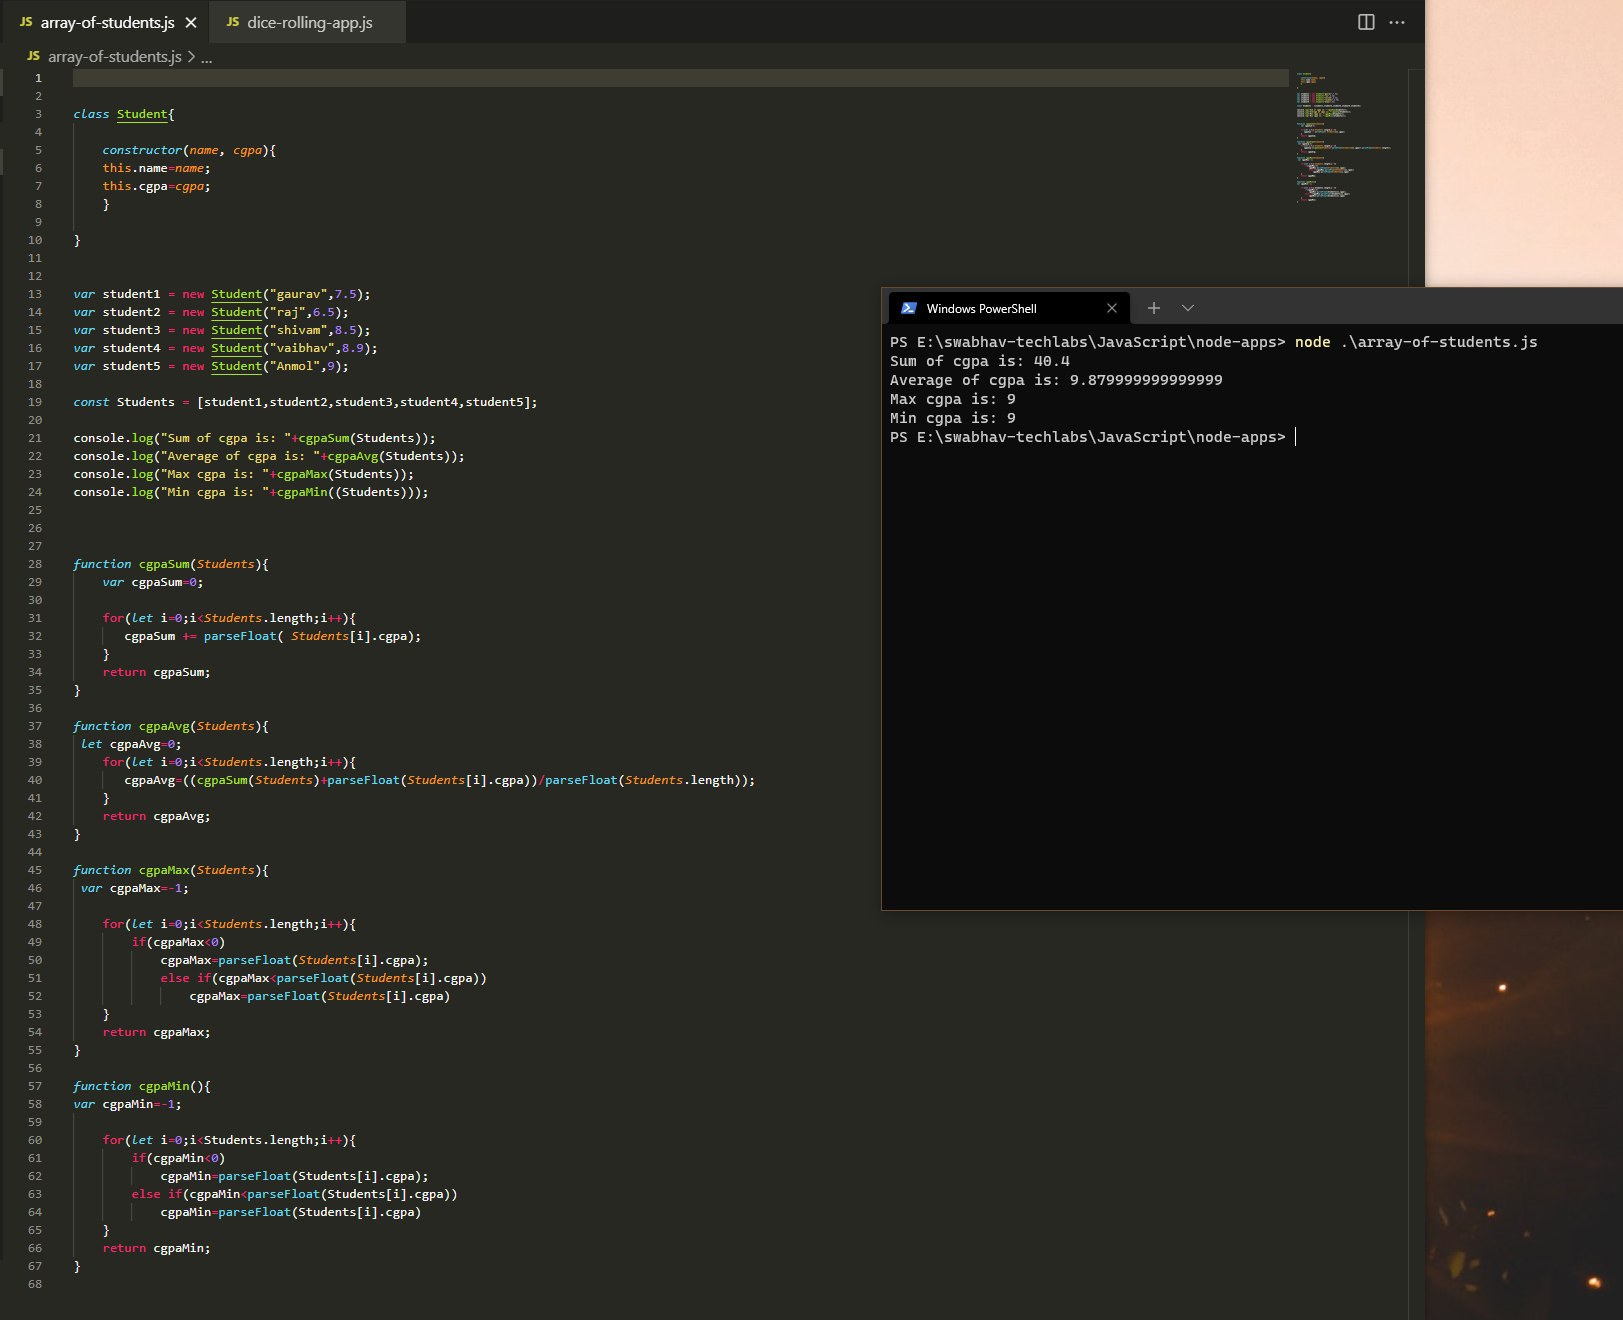 JS array-of-students.js ×
JS dice-rolling-app.js
JS array-of-students.js > ...
1
2
3 class Student{
4
5 constructor(name, cgpa){
6 this.name=name;
7 this.cgpa=cgpa;
8 }
9
10 }
11
12
13 var student1 = new Student("gaurav",7.5);
14 var student2 = new Student("raj",6.5);
15 var student3 = new Student("shivam",8.5);
16 var student4 = new Student("vaibhav",8.9);
17 var student5 = new Student("Anmol",9);
18
19 const Students = [student1,student2,student3,student4,student5];
20
21 console.log("Sum of cgpa is: "+cgpaSum(Students));
22 console.log("Average of cgpa is: "+cgpaAvg(Students));
23 console.log("Max cgpa is: "+cgpaMax(Students));
24 console.log("Min cgpa is: "+cgpaMin((Students)));
25
26
27
28 function cgpaSum(Students){
29 var cgpaSum=0;
30
31 for(let i=0;i<Students.length;i++){
32 cgpaSum += parseFloat( Students[i].cgpa);
33 }
34 return cgpaSum;
35 }
36
37 function cgpaAvg(Students){
38 let cgpaAvg=0;
39 for(let i=0;i<Students.length;i++){
40 cgpaAvg=((cgpaSum(Students)+parseFloat(Students[i].cgpa))/parseFloat(Students.length));
41 }
42 return cgpaAvg;
43 }
44
45 function cgpaMax(Students){
46 var cgpaMax=-1;
47
48 for(let i=0;i<Students.length;i++){
49 if(cgpaMax<0)
50 cgpaMax=parseFloat(Students[i].cgpa);
51 else if(cgpaMax<parseFloat(Students[i].cgpa))
52 cgpaMax=parseFloat(Students[i].cgpa)
53 }
54 return cgpaMax;
55 }
56
57 function cgpaMin(){
58 var cgpaMin=-1;
59
60 for(let i=0;i<Students.length;i++){
61 if(cgpaMin<0)
62 cgpaMin=parseFloat(Students[i].cgpa);
63 else if(cgpaMin<parseFloat(Students[i].cgpa))
64 cgpaMin=parseFloat(Students[i].cgpa)
65 }
66 return cgpaMin;
67 }
68
Windows PowerShell
PS E:\swabhav-techlabs\JavaScript\node-apps> node .\array-of-students.js
Sum of cgpa is: 40.4
Average of cgpa is: 9.879999999999999
Max cgpa is: 9
Min cgpa is: 9
PS E:\swabhav-techlabs\JavaScript\node-apps>